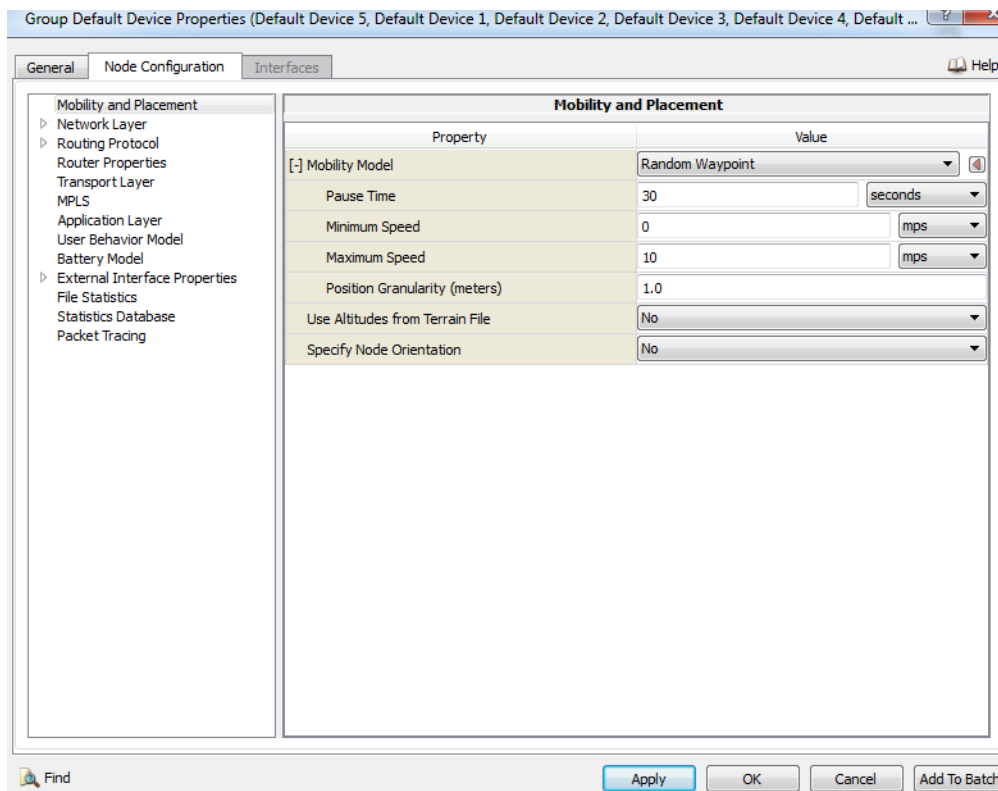 Group Default Device Properties (Default Device 5, Default Device 1, Default Device 2, Default Device 3, Default Device 4, Default ...
General Node Configuration Interfaces Help
Mobility and Placement
Network Layer
Routing Protocol
Router Properties
Transport Layer
MPLS
Application Layer
User Behavior Model
Battery Model
External Interface Properties
File Statistics
Statistics Database
Packet Tracing
Mobility and Placement
Property Value
[-] Mobility Model Random Waypoint
Pause Time 30 seconds
Minimum Speed 0 mps
Maximum Speed 10 mps
Position Granularity (meters) 1.0
Use Altitudes from Terrain File No
Specify Node Orientation No
Find Apply OK Cancel Add To Batch